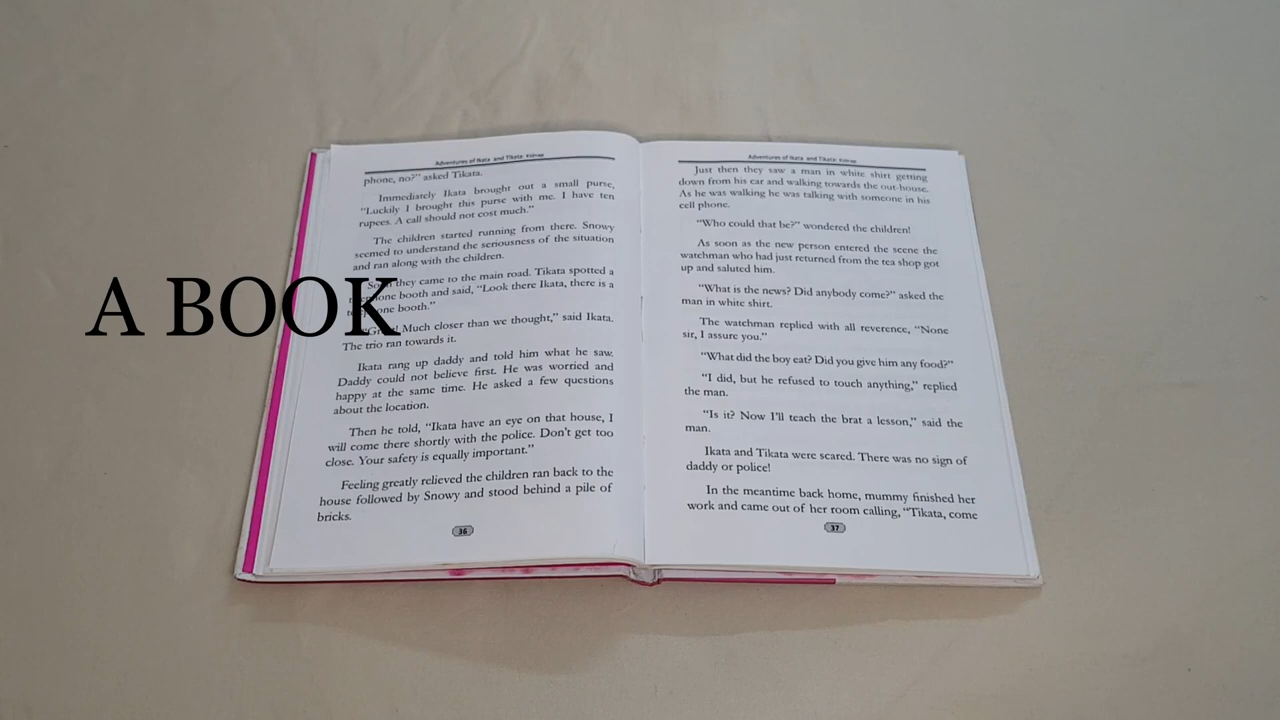 A BOOK
Adventures of Ikata and Tikata: Kidnap
phone, no?” asked Tikata.
Immediately Ikata brought out a small purse,
“Luckily I brought this purse with me. I have ten
rupees. A call should not cost much.”
The children started running from there. Snowy
seemed to understand the seriousness of the situation
and ran along with the children.
they came to the main road. Tikata spotted a
booth and said, “Look there Ikata, there is a
booth.”
Much closer than we thought,” said Ikata.
The trio ran towards it.
Ikata rang up daddy and told him what he saw.
Daddy could not believe first. He was worried and
happy at the same time. He asked a few questions
about the location.
Then he told, “Ikata have an eye on that house, I
will come there shortly with the police. Don’t get too
close. Your safety is equally important.”
Feeling greatly relieved the children ran back to the
house followed by Snowy and stood behind a pile of
bricks.
36
Adventures of Ikata and Tikata: Kidnap
Just then they saw a man in white shirt getting
down from his car and walking towards the out-house.
As he was walking he was talking with someone in his
cell phone.
“Who could that be?” wondered the children!
As soon as the new person entered the scene the
watchman who had just returned from the tea shop got
up and saluted him.
“What is the news? Did anybody come?” asked the
man in white shirt.
The watchman replied with all reverence, “None
sir, I assure you.”
“What did the boy eat? Did you give him any food?”
“I did, but he refused to touch anything,” replied
the man.
“Is it? Now I’ll teach the brat a lesson,” said the
man.
Ikata and Tikata were scared. There was no sign of
daddy or police!
In the meantime back home, mummy finished her
work and came out of her room calling, “Tikata, come
37